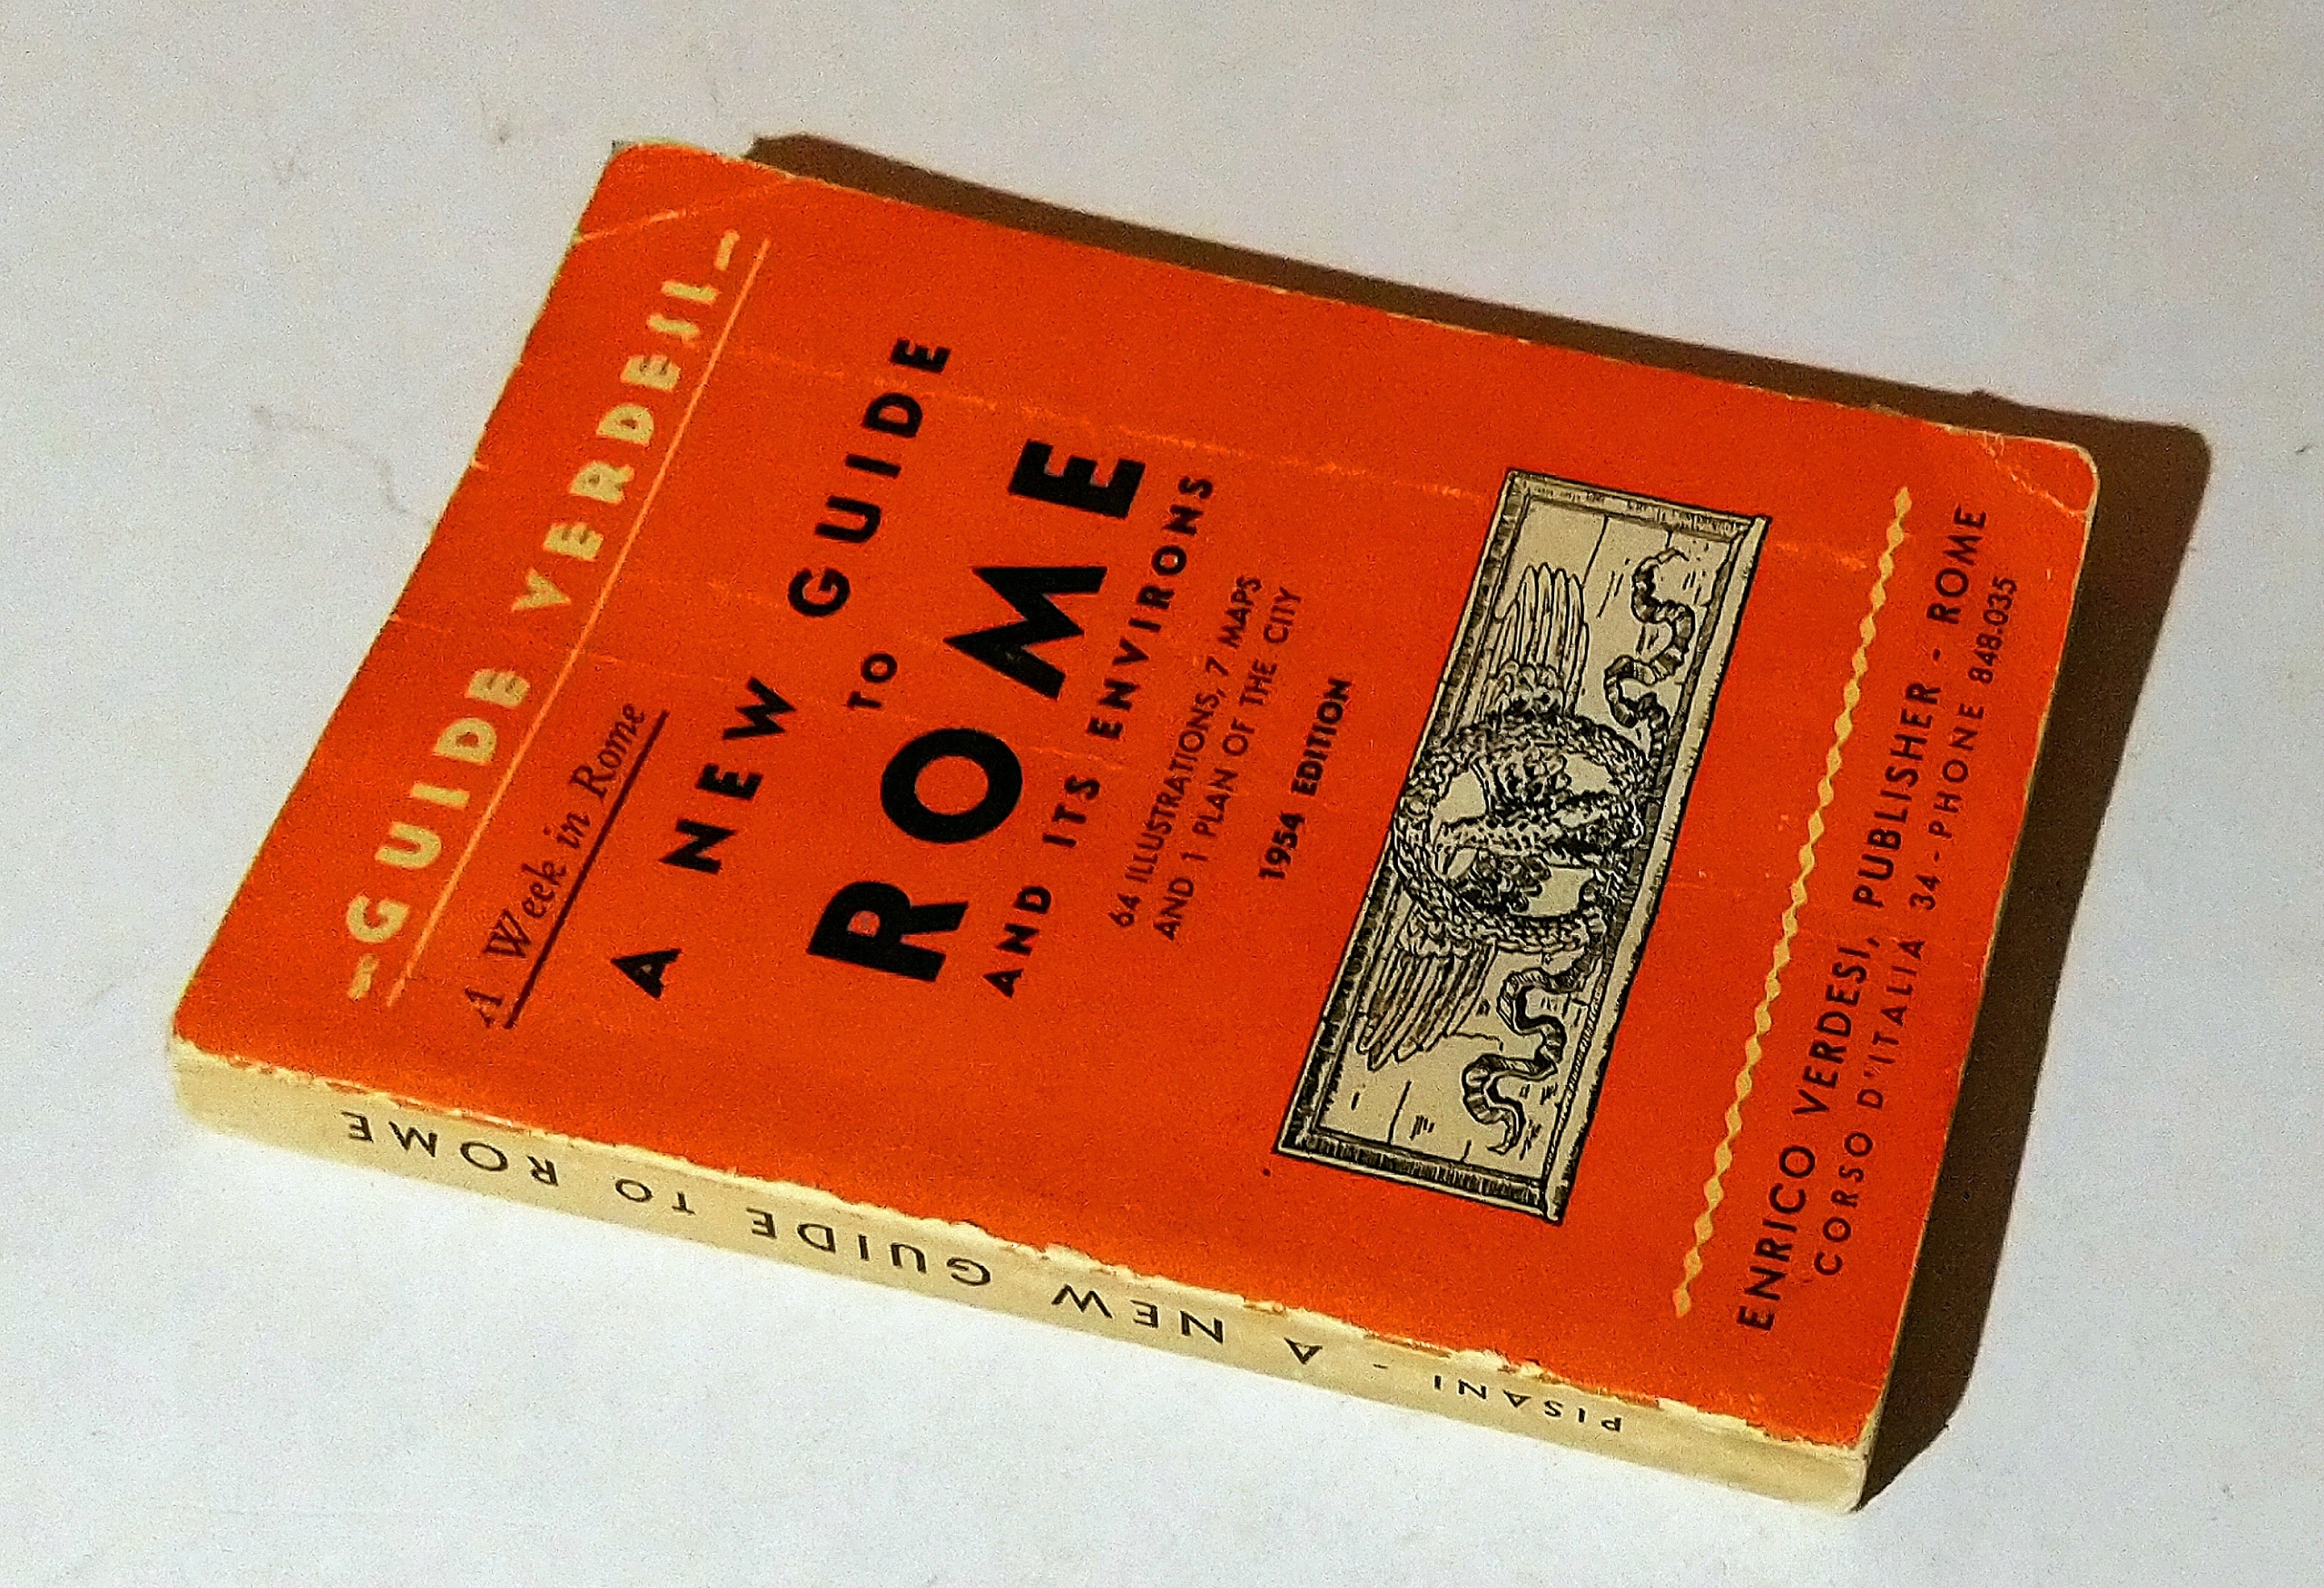 -GUIDE VERDESI-
A Week in Rome
A NEW GUIDE
TO
ROME
AND ITS ENVIRONS
64 ILLUSTRATIONS, 7 MAPS
AND 1 PLAN OF THE CITY
1954 EDITION
ENRICO VERDESI, PUBLISHER - ROME
CORSO D'ITALIA 34 - PHONE 848.035
PISANI - A NEW GUIDE TO ROME